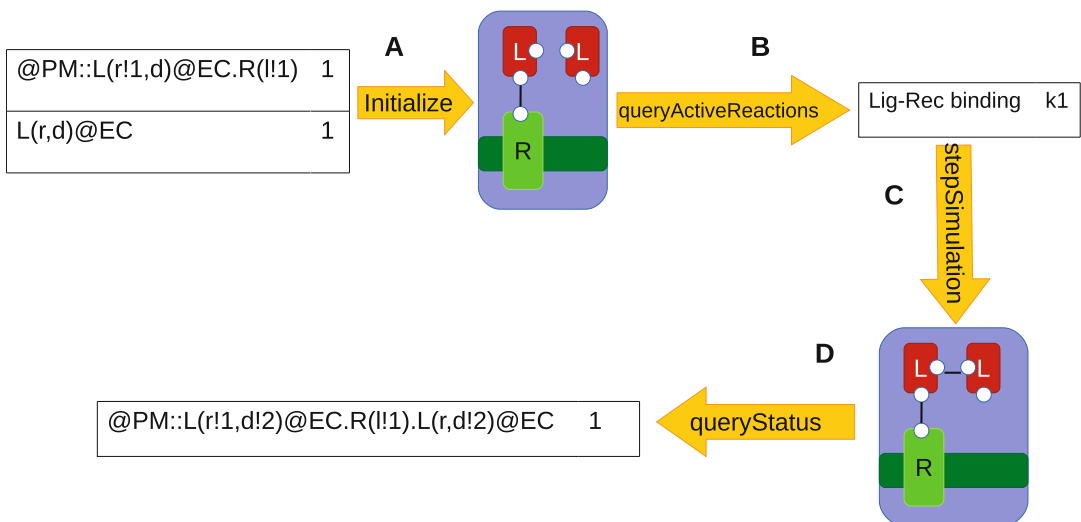 A
B
@PM::L(r!1,d)@EC.R(l!1) 1
L(r,d)@EC 1
Initialize
L L
R
queryActiveReactions
Lig-Rec binding k1
C
stepSimulation
D
L L
R
queryStatus
@PM::L(r!1,d!2)@EC.R(l!1).L(r,d!2)@EC 1